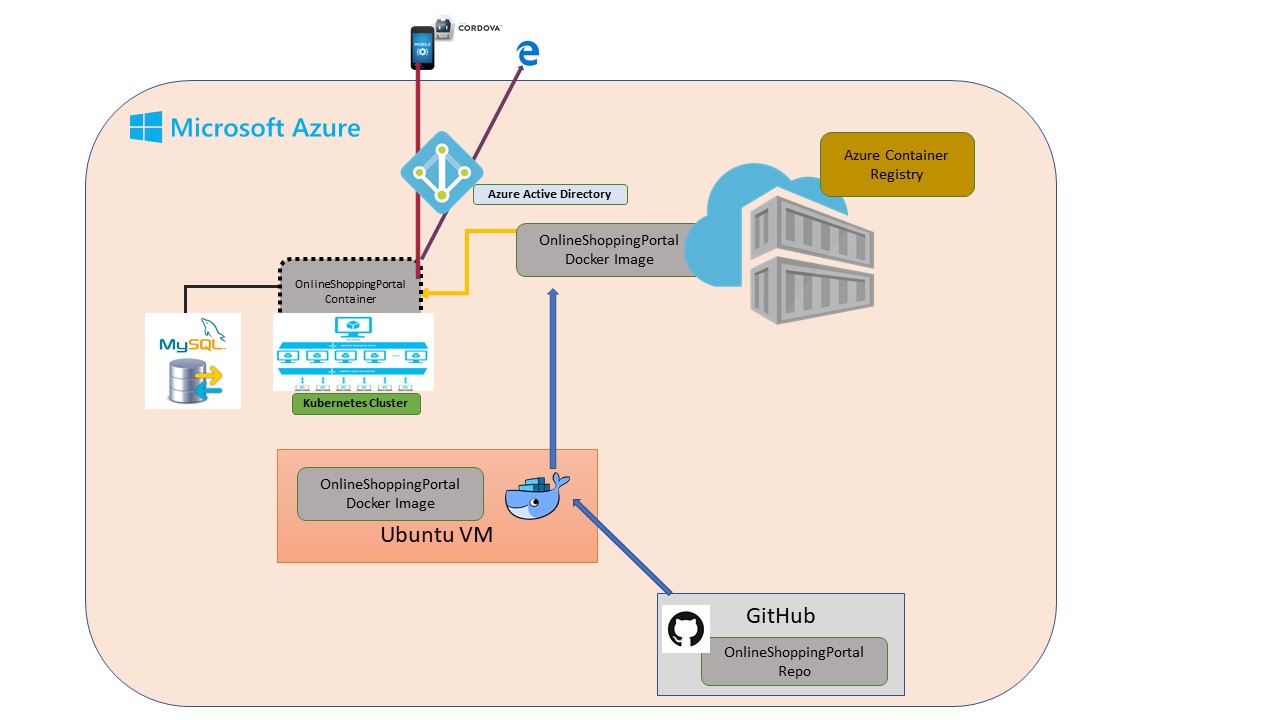 CORDOVA
MOBILE
Microsoft Azure
Azure Container
Registry
Azure Active Directory
OnlineShoppingPortal
Docker Image
OnlineShoppingPortal
Container
MySQL
Kubernetes Cluster
OnlineShoppingPortal
Docker Image
Ubuntu VM
GitHub
OnlineShoppingPortal
Repo